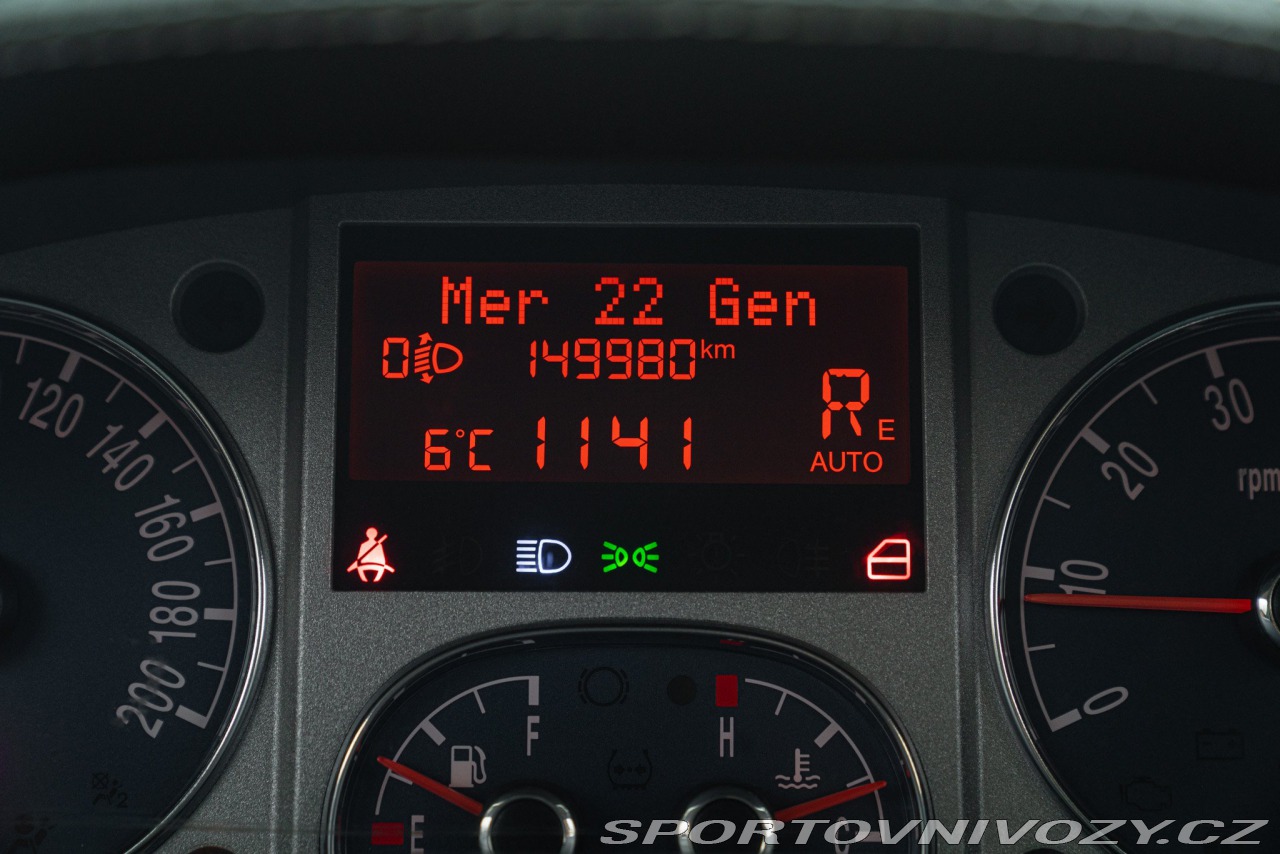 Mer 22 Gen
0 149980 km
6°C 1141
R E
AUTO
120
140
160
180
200
30
20
10
0
rpm
F
H
E
SPORTOVNIVOZY.CZ